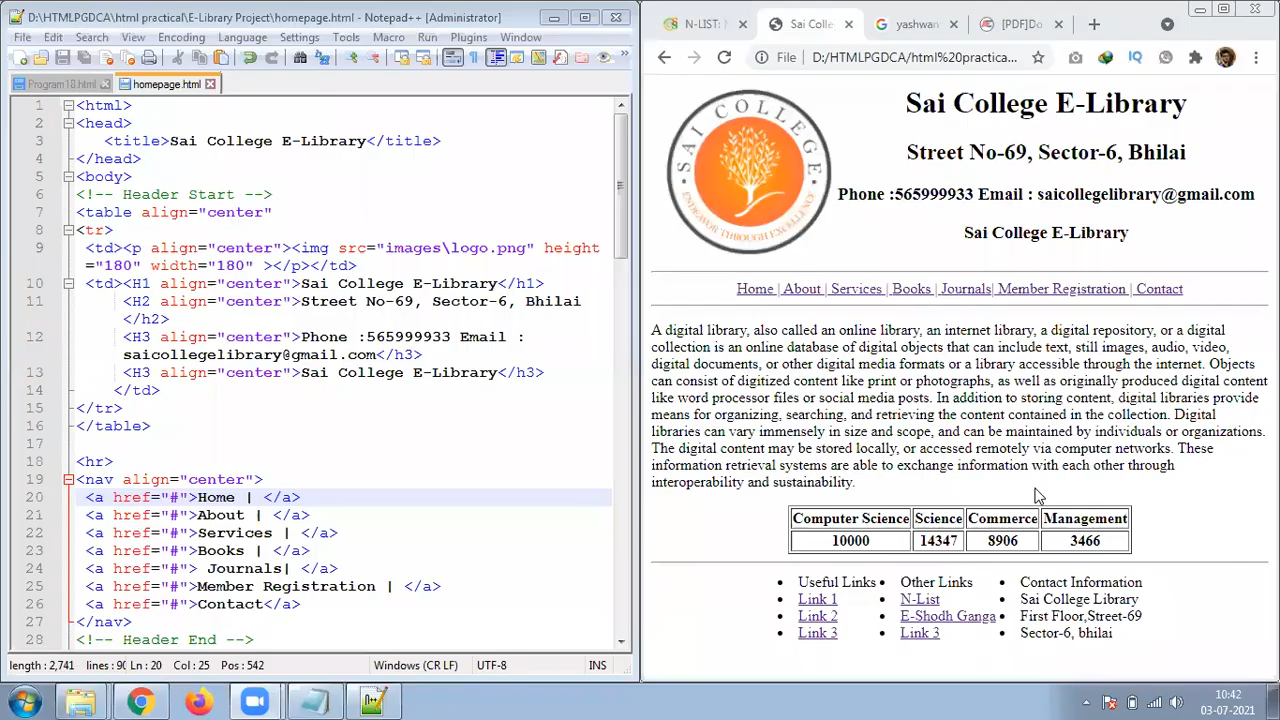 D:\HTMLPGDCA\html practical\E-Library Project\homepage.html - Notepad++ [Administrator]
File Edit Search View Encoding Language Settings Tools Macro Run Plugins Window
Program18.html homepage.html
1 <html>
2 <head>
3 <title>Sai College E-Library</title>
4 </head>
5 <body>
6 <!-- Header Start -->
7 <table align="center"
8 <tr>
9 <td><p align="center"><img src="images\logo.png" height
="180" width="180" ></p></td>
10 <td><H1 align="center">Sai College E-Library</h1>
11 <H2 align="center">Street No-69, Sector-6, Bhilai
</h2>
12 <H3 align="center">Phone :565999933 Email :
saicollegelibrary@gmail.com</h3>
13 <H3 align="center">Sai College E-Library</h3>
14 </td>
15 </tr>
16 </table>
17
18 <hr>
19 <nav align="center">
20 <a href="#">Home | </a>
21 <a href="#">About | </a>
22 <a href="#">Services | </a>
23 <a href="#">Books | </a>
24 <a href="#"> Journals| </a>
25 <a href="#">Member Registration | </a>
26 <a href="#">Contact</a>
27 </nav>
28 <!-- Header End -->
length : 2,741 lines : 90 Ln : 20 Col : 25 Pos : 542 Windows (CR LF) UTF-8 INS
N-LIST: N Sai Colle yashwan [PDF]Do
File D:/HTMLPGDCA/html%20practica...
SAI COLLEGE
ENDEAVOR THROUGH EXCELLENCE
Sai College E-Library
Street No-69, Sector-6, Bhilai
Phone :565999933 Email : saicollegelibrary@gmail.com
Sai College E-Library
Home | About | Services | Books | Journals| Member Registration | Contact
A digital library, also called an online library, an internet library, a digital repository, or a digital
collection is an online database of digital objects that can include text, still images, audio, video,
digital documents, or other digital media formats or a library accessible through the internet. Objects
can consist of digitized content like print or photographs, as well as originally produced digital content
like word processor files or social media posts. In addition to storing content, digital libraries provide
means for organizing, searching, and retrieving the content contained in the collection. Digital
libraries can vary immensely in size and scope, and can be maintained by individuals or organizations.
The digital content may be stored locally, or accessed remotely via computer networks. These
information retrieval systems are able to exchange information with each other through
interoperability and sustainability.
Computer Science Science Commerce Management
10000 14347 8906 3466
• Useful Links • Other Links • Contact Information
• Link 1 • N-List • Sai College Library
• Link 2 • E-Shodh Ganga • First Floor,Street-69
• Link 3 • Link 3 • Sector-6, bhilai
10:42
03-07-2021